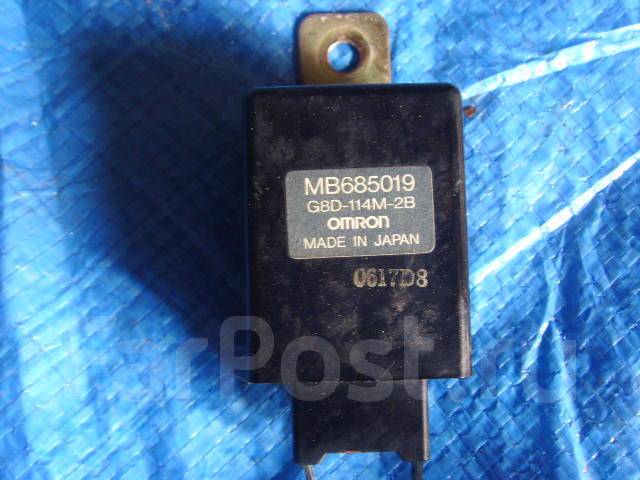 MB685019
G8D-114M-2B
OMRON
MADE IN JAPAN
0617D8
FarPost.ru